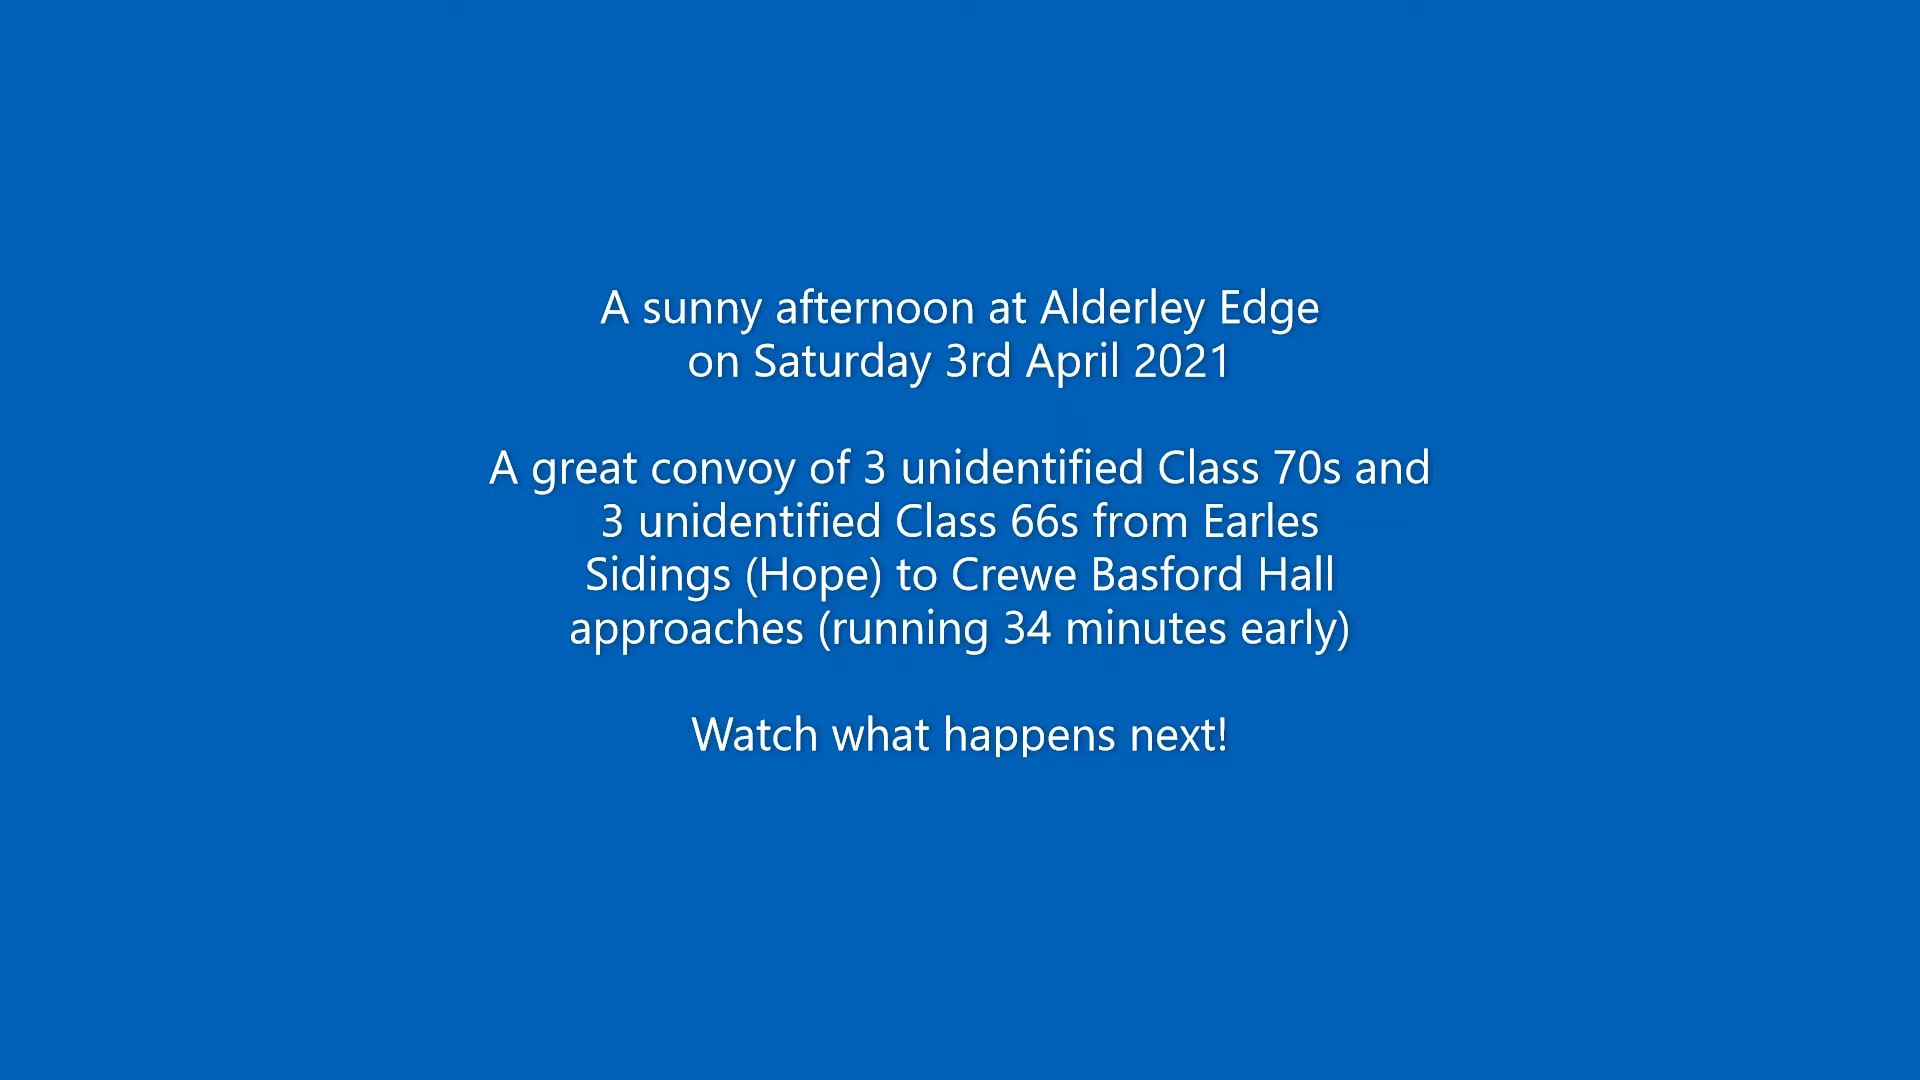 A sunny afternoon at Alderley Edge
on Saturday 3rd April 2021
A great convoy of 3 unidentified Class 70s and
3 unidentified Class 66s from Earles
Sidings (Hope) to Crewe Basford Hall
approaches (running 34 minutes early)
Watch what happens next!